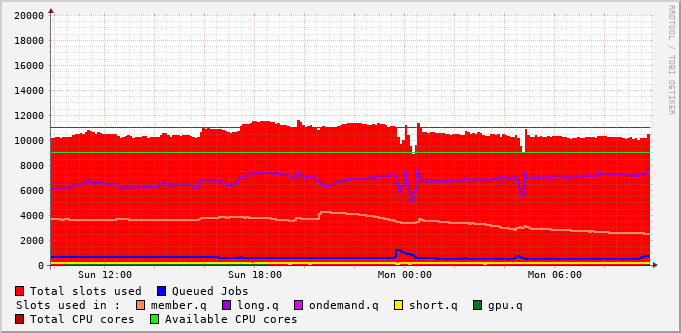 RRDTOOL / TOBI OETIKER
20000
18000
16000
14000
12000
10000
8000
6000
4000
2000
0
Sun 12:00 Sun 18:00 Mon 00:00 Mon 06:00
Total slots used Queued Jobs
Slots used in : member.q long.q ondemand.q short.q gpu.q
Total CPU cores Available CPU cores